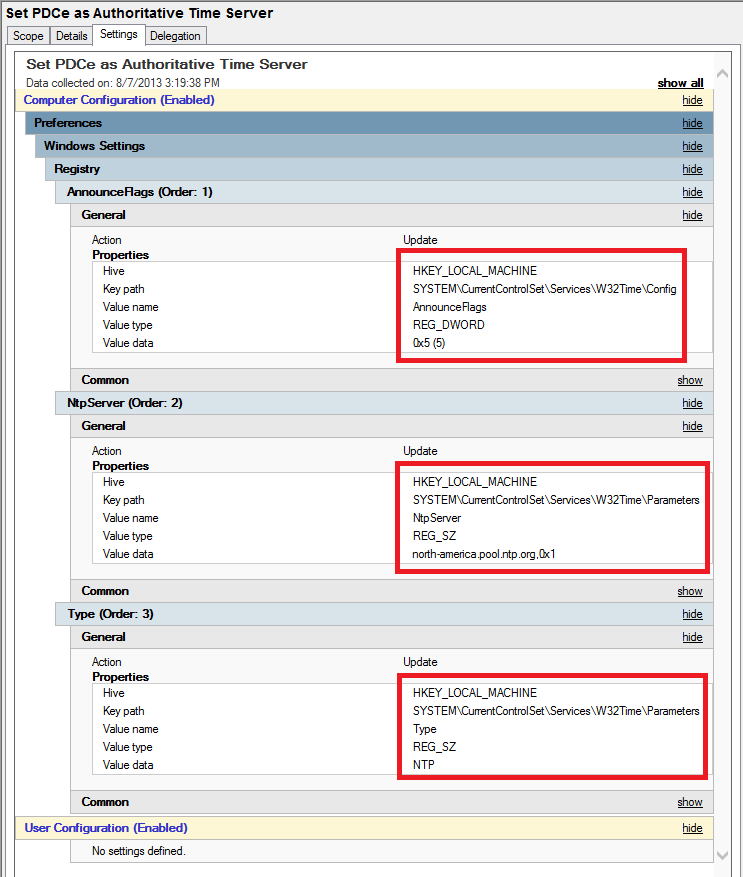 Set PDCe as Authoritative Time Server
Scope Details Settings Delegation
Set PDCe as Authoritative Time Server
Data collected on: 8/7/2013 3:19:38 PM show all
Computer Configuration (Enabled) hide
Preferences hide
Windows Settings hide
Registry hide
AnnounceFlags (Order: 1) hide
General hide
Action Update
Properties
Hive HKEY_LOCAL_MACHINE
Key path SYSTEM\CurrentControlSet\Services\W32Time\Config
Value name AnnounceFlags
Value type REG_DWORD
Value data 0x5 (5)
Common show
NtpServer (Order: 2) hide
General hide
Action Update
Properties
Hive HKEY_LOCAL_MACHINE
Key path SYSTEM\CurrentControlSet\Services\W32Time\Parameters
Value name NtpServer
Value type REG_SZ
Value data north-america.pool.ntp.org,0x1
Common show
Type (Order: 3) hide
General hide
Action Update
Properties
Hive HKEY_LOCAL_MACHINE
Key path SYSTEM\CurrentControlSet\Services\W32Time\Parameters
Value name Type
Value type REG_SZ
Value data NTP
Common show
User Configuration (Enabled) hide
No settings defined.